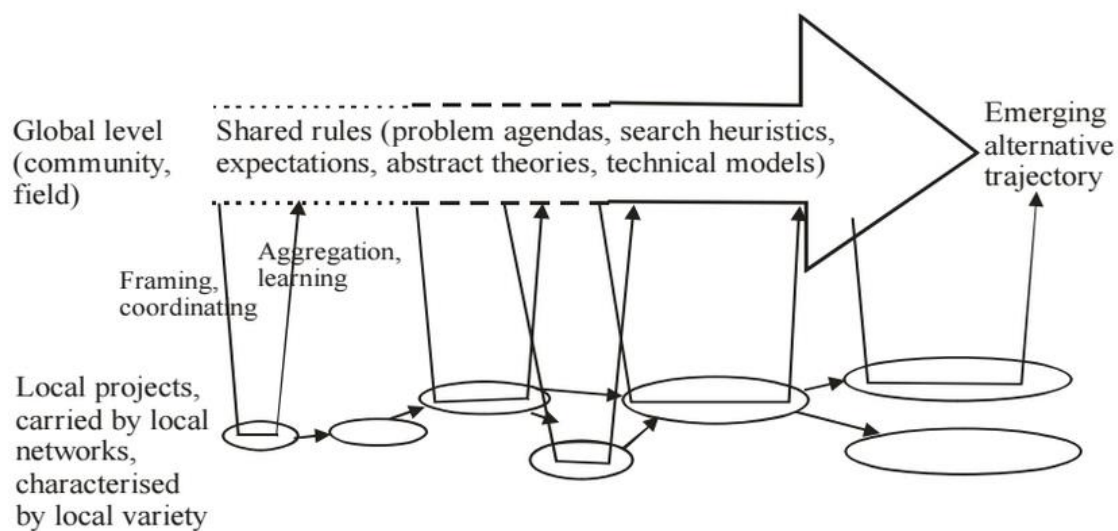 Global level
(community,
field)
Shared rules (problem agendas, search heuristics,
expectations, abstract theories, technical models)
Emerging
alternative
trajectory
Aggregation,
learning
Framing,
coordinating
Local projects,
carried by local
networks,
characterised
by local variety